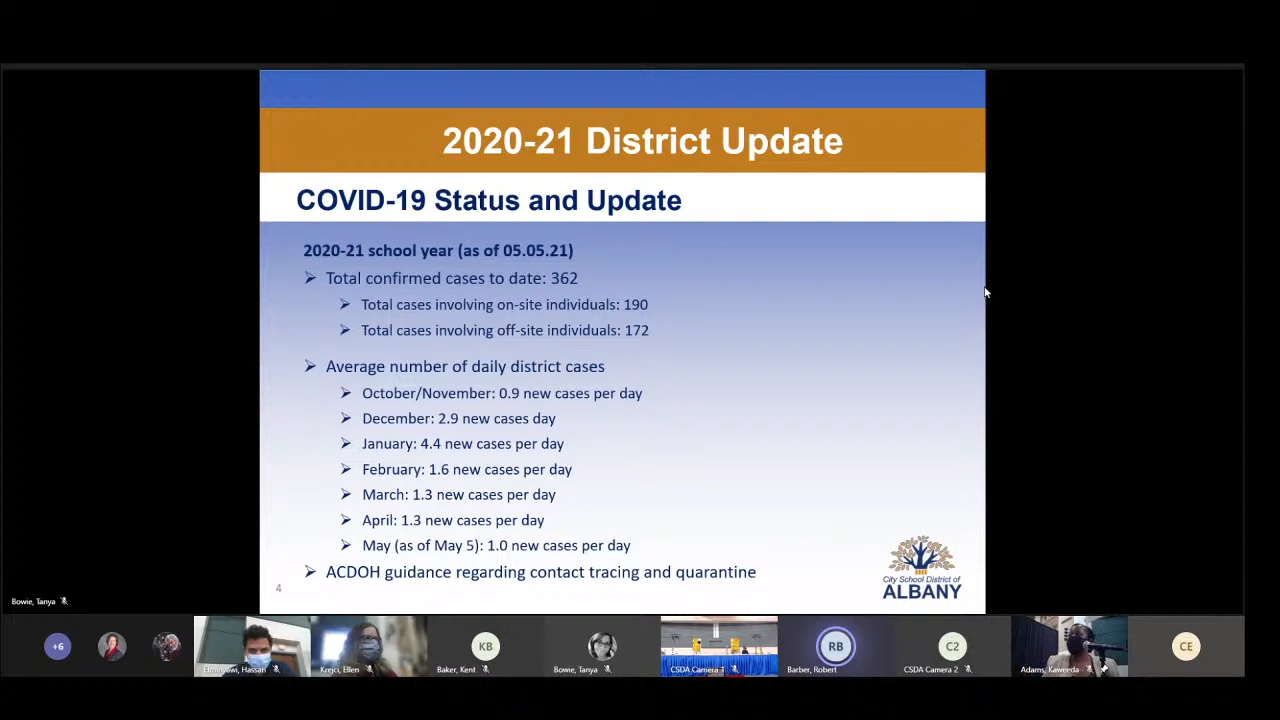 2020-21 District Update
COVID-19 Status and Update
2020-21 school year (as of 05.05.21)
Total confirmed cases to date: 362
Total cases involving on-site individuals: 190
Total cases involving off-site individuals: 172
Average number of daily district cases
October/November: 0.9 new cases per day
December: 2.9 new cases day
January: 4.4 new cases per day
February: 1.6 new cases per day
March: 1.3 new cases per day
April: 1.3 new cases per day
May (as of May 5): 1.0 new cases per day
ACDOH guidance regarding contact tracing and quarantine
4
City School District of
ALBANY
Bowie, Tanya
+6
Hassan
Krejci, Ellen
KB
Baker, Kent
Bowie, Tanya
CSDA Camera 1
RB
Barber, Robert
C2
CSDA Camera 2
Adams, Kaweeda
CE